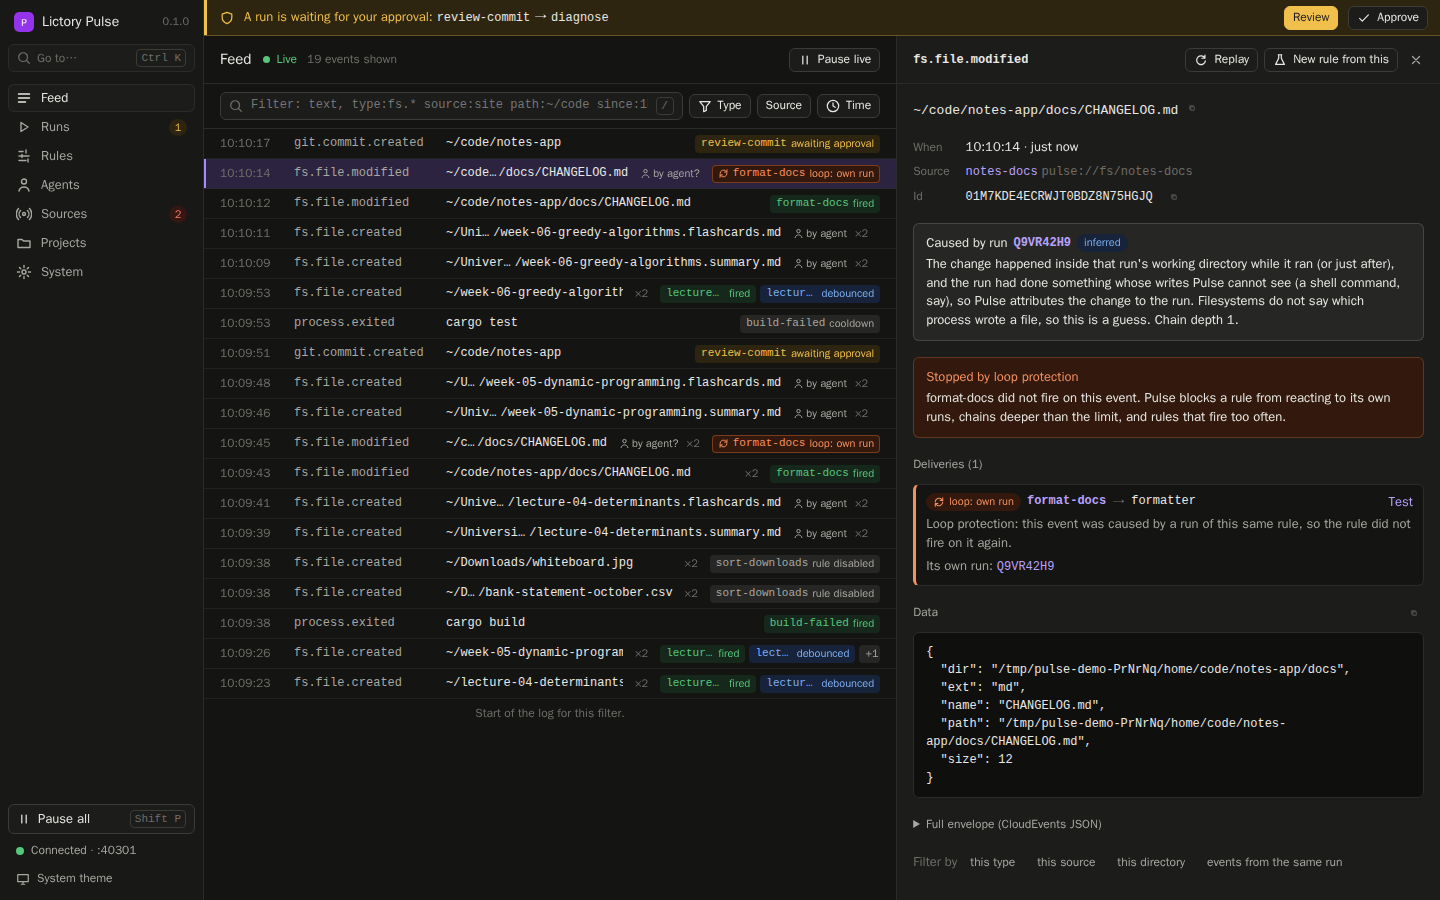 P Lictory Pulse 0.1.0
Go to… Ctrl K
Feed
Runs 1
Rules
Agents
Sources 2
Projects
System
Pause all Shift P
Connected · :40301
System theme
A run is waiting for your approval: review-commit → diagnose Review Approve
Feed Live 19 events shown Pause live
Filter: text, type:fs.* source:site path:~/code since:1 / Type Source Time
10:10:17 git.commit.created ~/code/notes-app review-commit awaiting approval
10:10:14 fs.file.modified ~/code… /docs/CHANGELOG.md by agent? format-docs loop: own run
10:10:12 fs.file.modified ~/code/notes-app/docs/CHANGELOG.md format-docs fired
10:10:11 fs.file.created ~/Uni… /week-06-greedy-algorithms.flashcards.md by agent ×2
10:10:09 fs.file.created ~/Univer… /week-06-greedy-algorithms.summary.md by agent ×2
10:09:53 fs.file.created ~/week-06-greedy-algorith ×2 lecture… fired lectur… debounced
10:09:53 process.exited cargo test build-failed cooldown
10:09:51 git.commit.created ~/code/notes-app review-commit awaiting approval
10:09:48 fs.file.created ~/U… /week-05-dynamic-programming.flashcards.md by agent ×2
10:09:46 fs.file.created ~/Univ… /week-05-dynamic-programming.summary.md by agent ×2
10:09:45 fs.file.modified ~/c… /docs/CHANGELOG.md by agent? ×2 format-docs loop: own run
10:09:43 fs.file.modified ~/code/notes-app/docs/CHANGELOG.md ×2 format-docs fired
10:09:41 fs.file.created ~/Unive… /lecture-04-determinants.flashcards.md by agent ×2
10:09:39 fs.file.created ~/Universi… /lecture-04-determinants.summary.md by agent ×2
10:09:38 fs.file.created ~/Downloads/whiteboard.jpg ×2 sort-downloads rule disabled
10:09:38 fs.file.created ~/D… /bank-statement-october.csv ×2 sort-downloads rule disabled
10:09:38 process.exited cargo build build-failed fired
10:09:26 fs.file.created ~/week-05-dynamic-program ×2 lectur… fired lect… debounced +1
10:09:23 fs.file.created ~/lecture-04-determinants ×2 lecture… fired lectur… debounced
Start of the log for this filter.
fs.file.modified Replay New rule from this
~/code/notes-app/docs/CHANGELOG.md
When 10:10:14 · just now
Source notes-docs pulse://fs/notes-docs
Id 01M7KDE4ECRWJT0BDZ8N75HGJQ
Caused by run Q9VR42H9 inferred
The change happened inside that run's working directory while it ran (or just after),
and the run had done something whose writes Pulse cannot see (a shell command,
say), so Pulse attributes the change to the run. Filesystems do not say which
process wrote a file, so this is a guess. Chain depth 1.
Stopped by loop protection
format-docs did not fire on this event. Pulse blocks a rule from reacting to its own
runs, chains deeper than the limit, and rules that fire too often.
Deliveries (1)
loop: own run format-docs → formatter Test
Loop protection: this event was caused by a run of this same rule, so the rule did not
fire on it again.
Its own run: Q9VR42H9
Data
{
"dir": "/tmp/pulse-demo-PrNrNq/home/code/notes-app/docs",
"ext": "md",
"name": "CHANGELOG.md",
"path": "/tmp/pulse-demo-PrNrNq/home/code/notes-
app/docs/CHANGELOG.md",
"size": 12
}
Full envelope (CloudEvents JSON)
Filter by this type this source this directory events from the same run